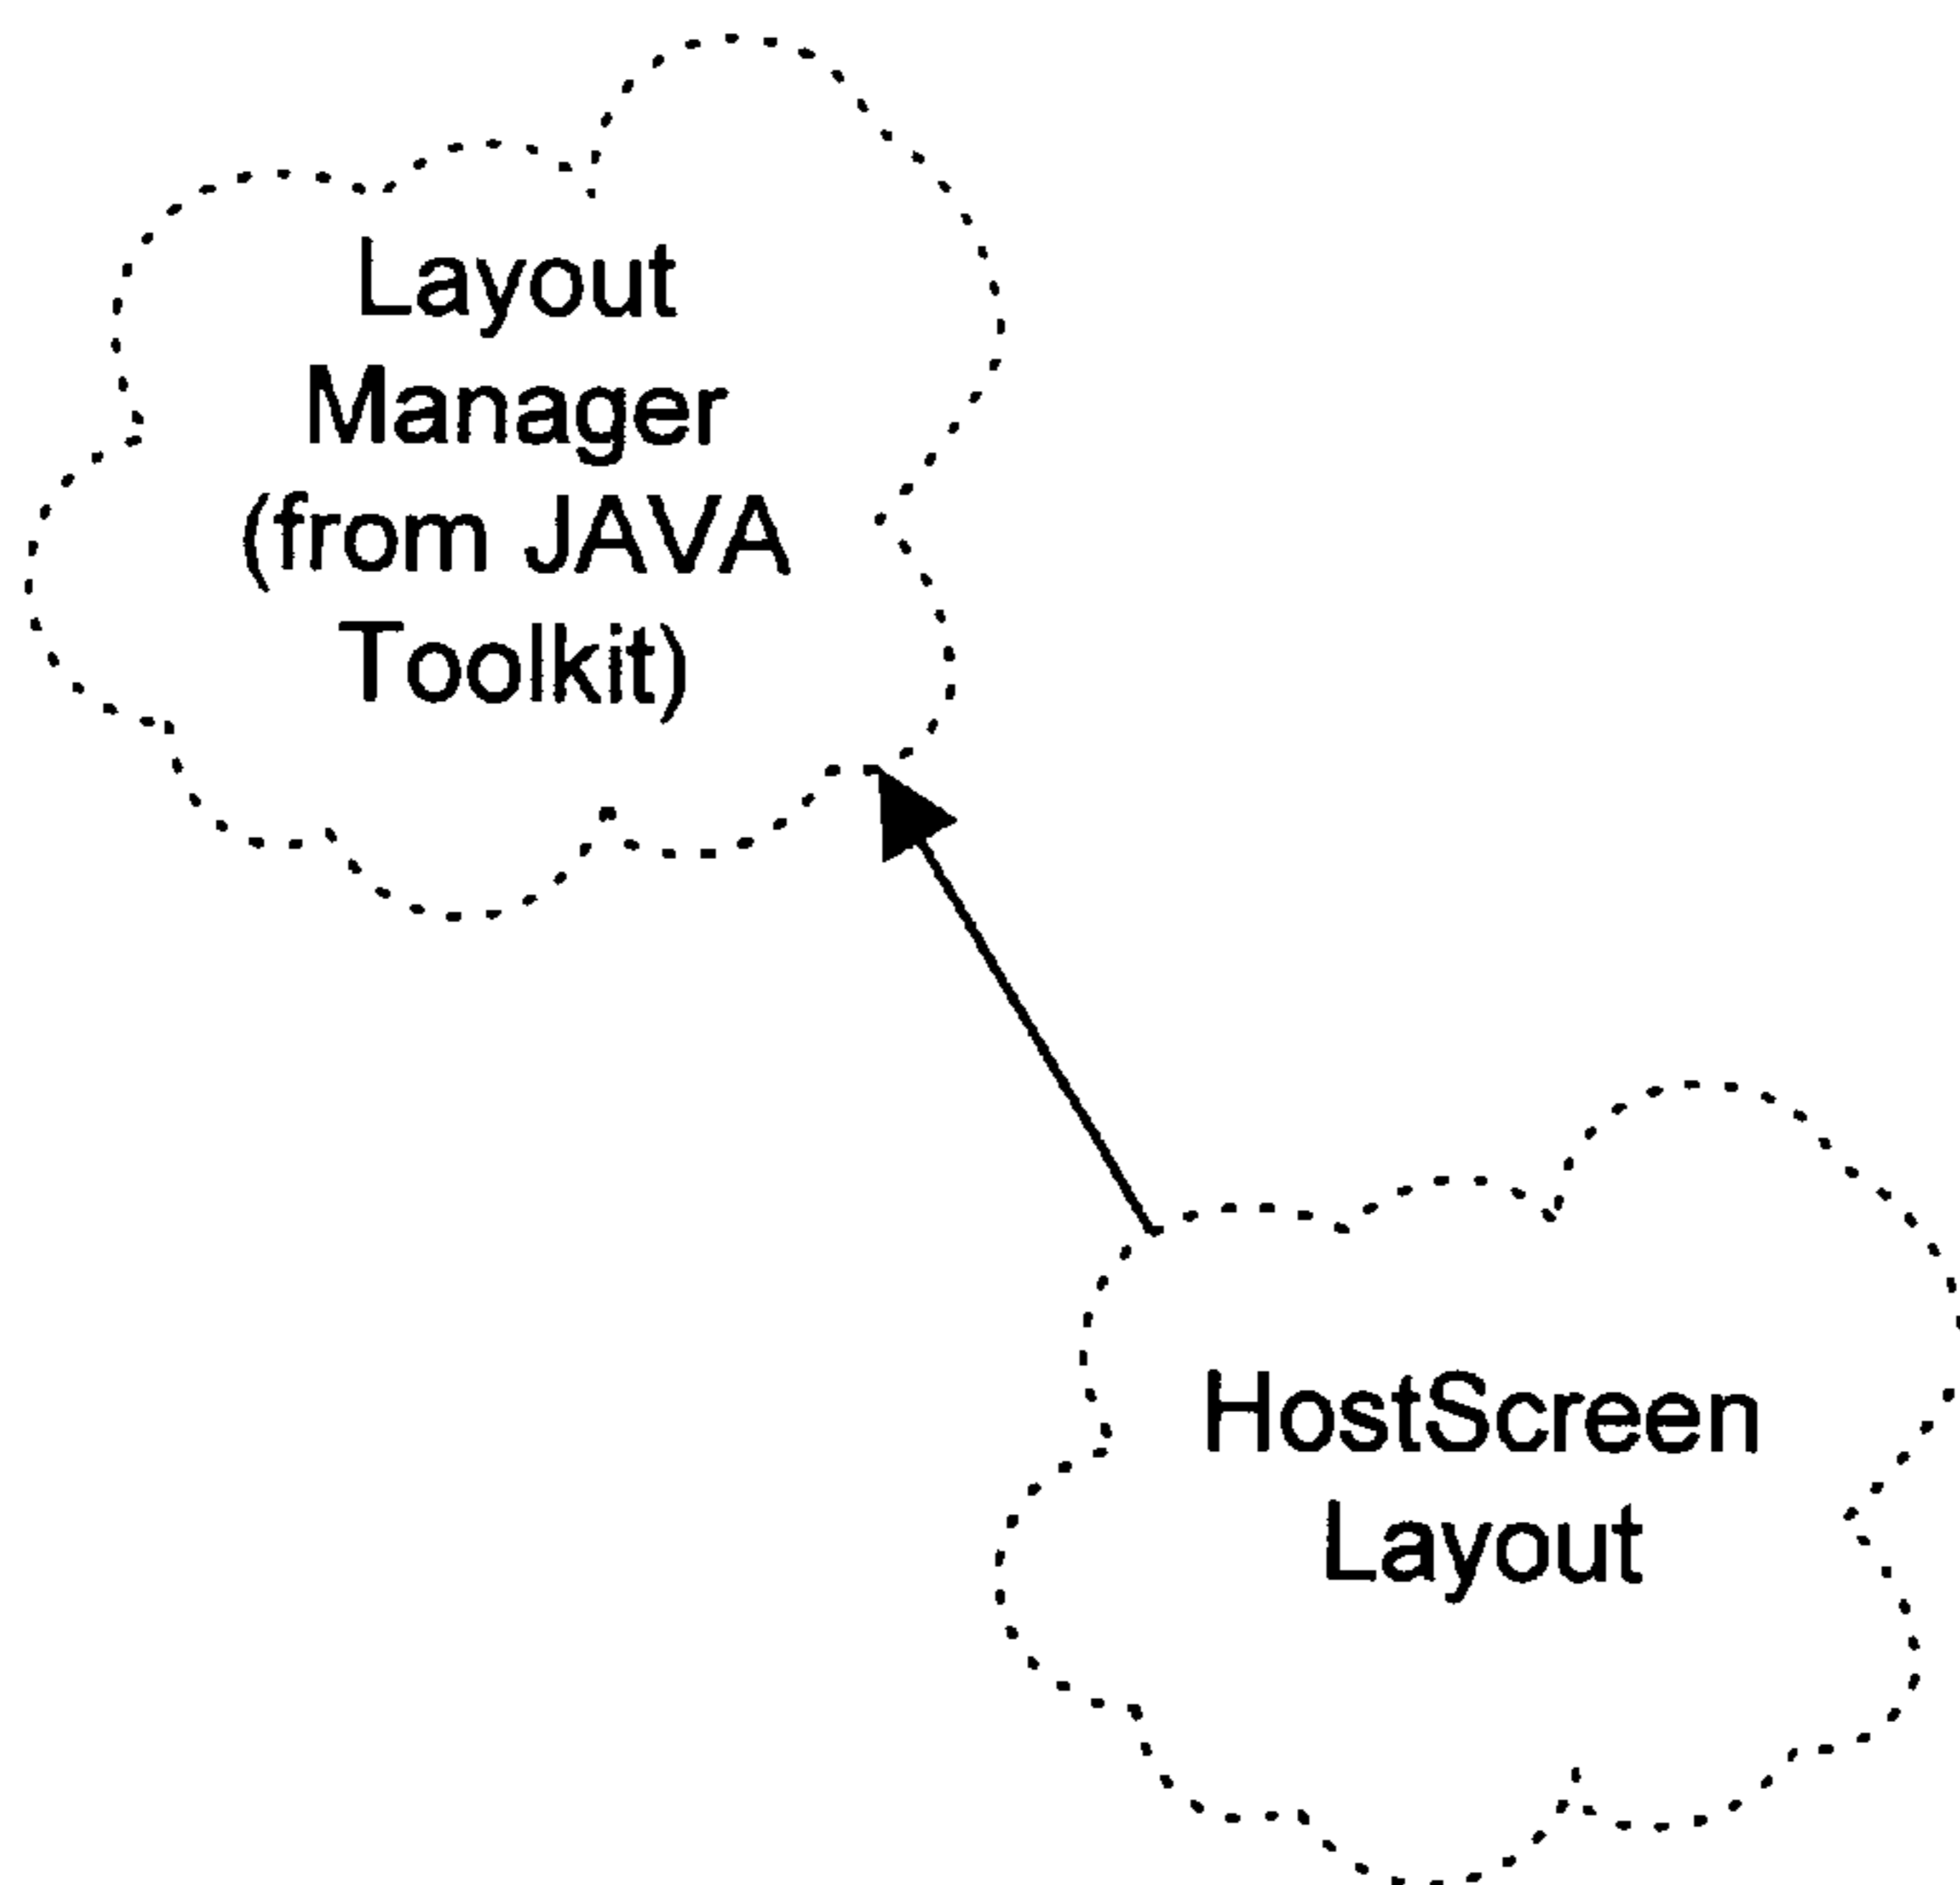 Layout
Manager
(from JAVA
Toolkit)
HostScreen
Layout